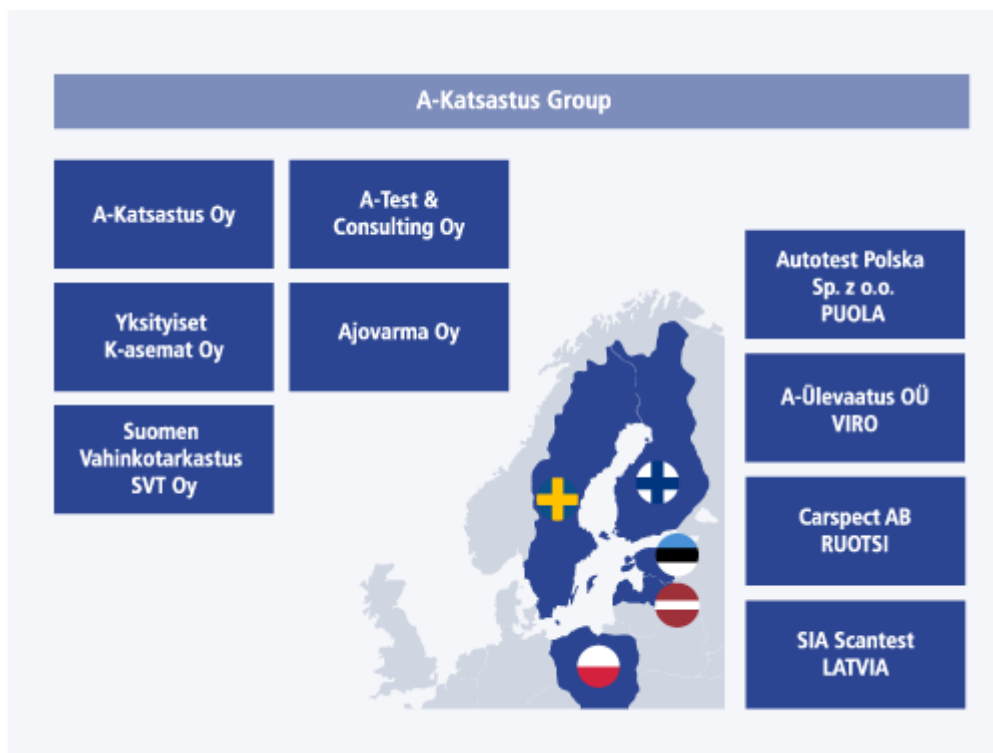 A-Katsastus Group
A-Katsastus Oy
A-Test &
Consulting Oy
Yksityiset
K-asemat Oy
Ajovarma Oy
Suomen
Vahinkotarkastus
SVT Oy
Autotest Polska
Sp. z o.o.
PUOLA
A-Ülevaatus OÜ
VIRO
Carspect AB
RUOTSI
SIA Scantest
LATVIA